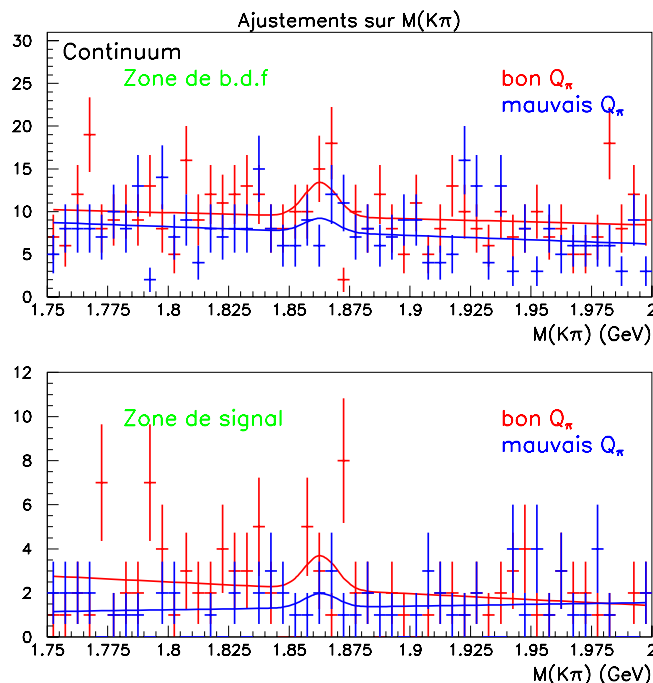 Ajustements sur M(Kπ)
30
Continuum
Zone de b.d.f
bon Qπ
mauvais Qπ
25
20
15
10
5
0
1.75 1.775 1.8 1.825 1.85 1.875 1.9 1.925 1.95 1.975 2
M(Kπ) (GeV)
12
Zone de signal
bon Qπ
mauvais Qπ
10
8
6
4
2
0
1.75 1.775 1.8 1.825 1.85 1.875 1.9 1.925 1.95 1.975 2
M(Kπ) (GeV)